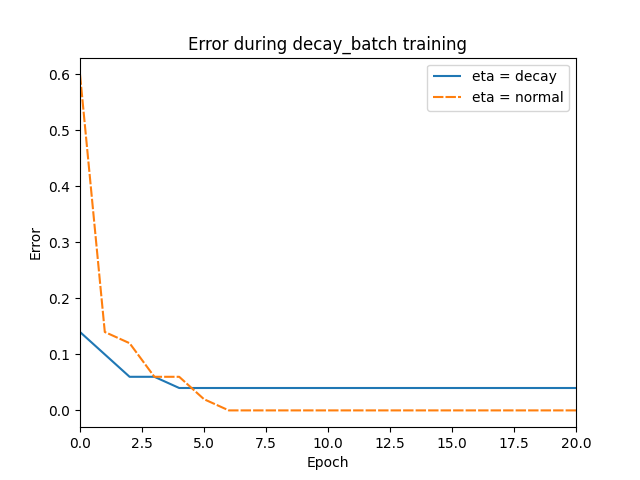 Error during decay_batch training
eta = decay
eta = normal
Error
0.6
0.5
0.4
0.3
0.2
0.1
0.0
0.0 2.5 5.0 7.5 10.0 12.5 15.0 17.5 20.0
Epoch